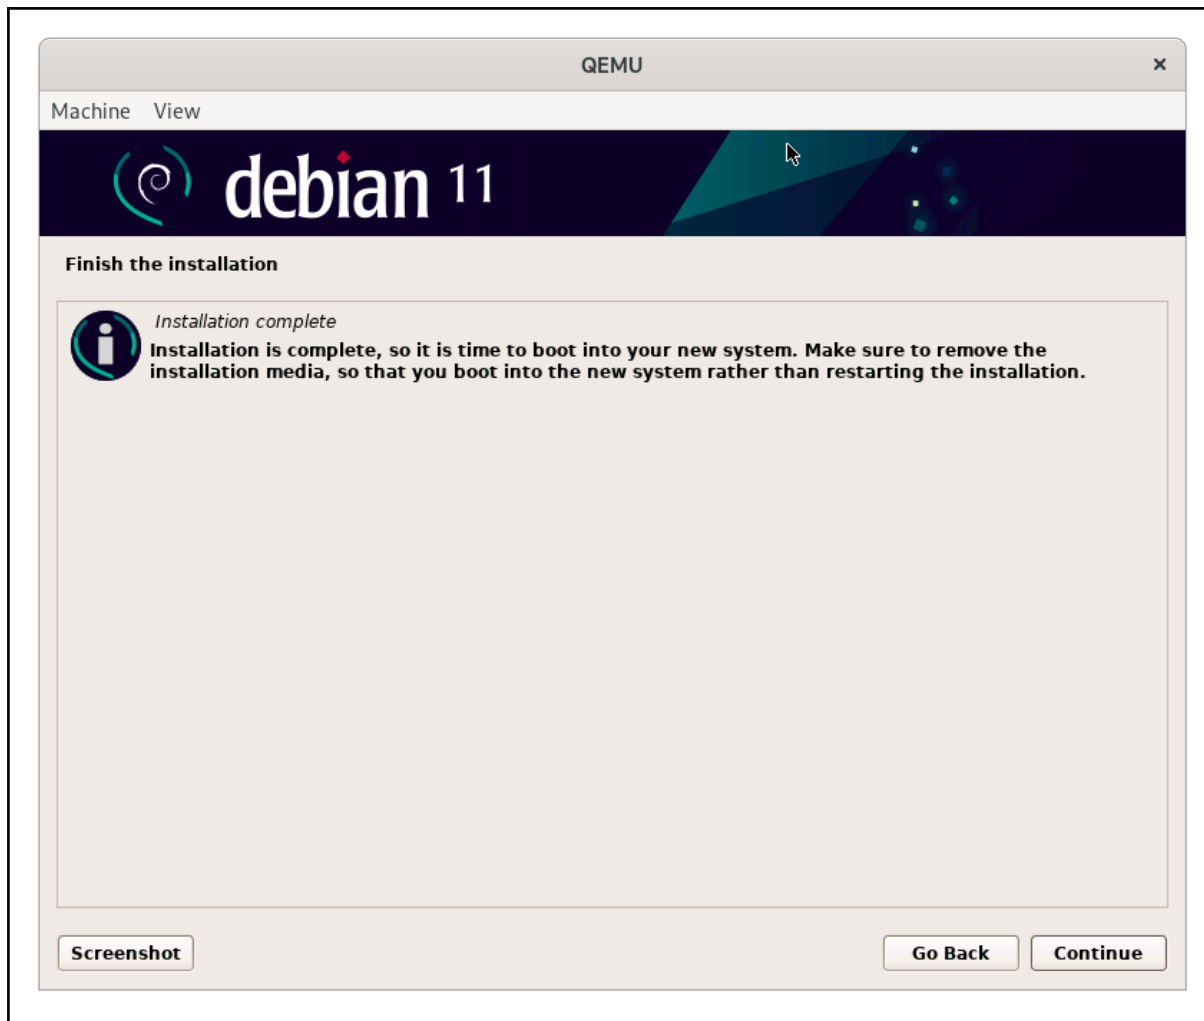 QEMU
Machine View
debian 11
Finish the installation
Installation complete
Installation is complete, so it is time to boot into your new system. Make sure to remove the
installation media, so that you boot into the new system rather than restarting the installation.
Screenshot Go Back Continue